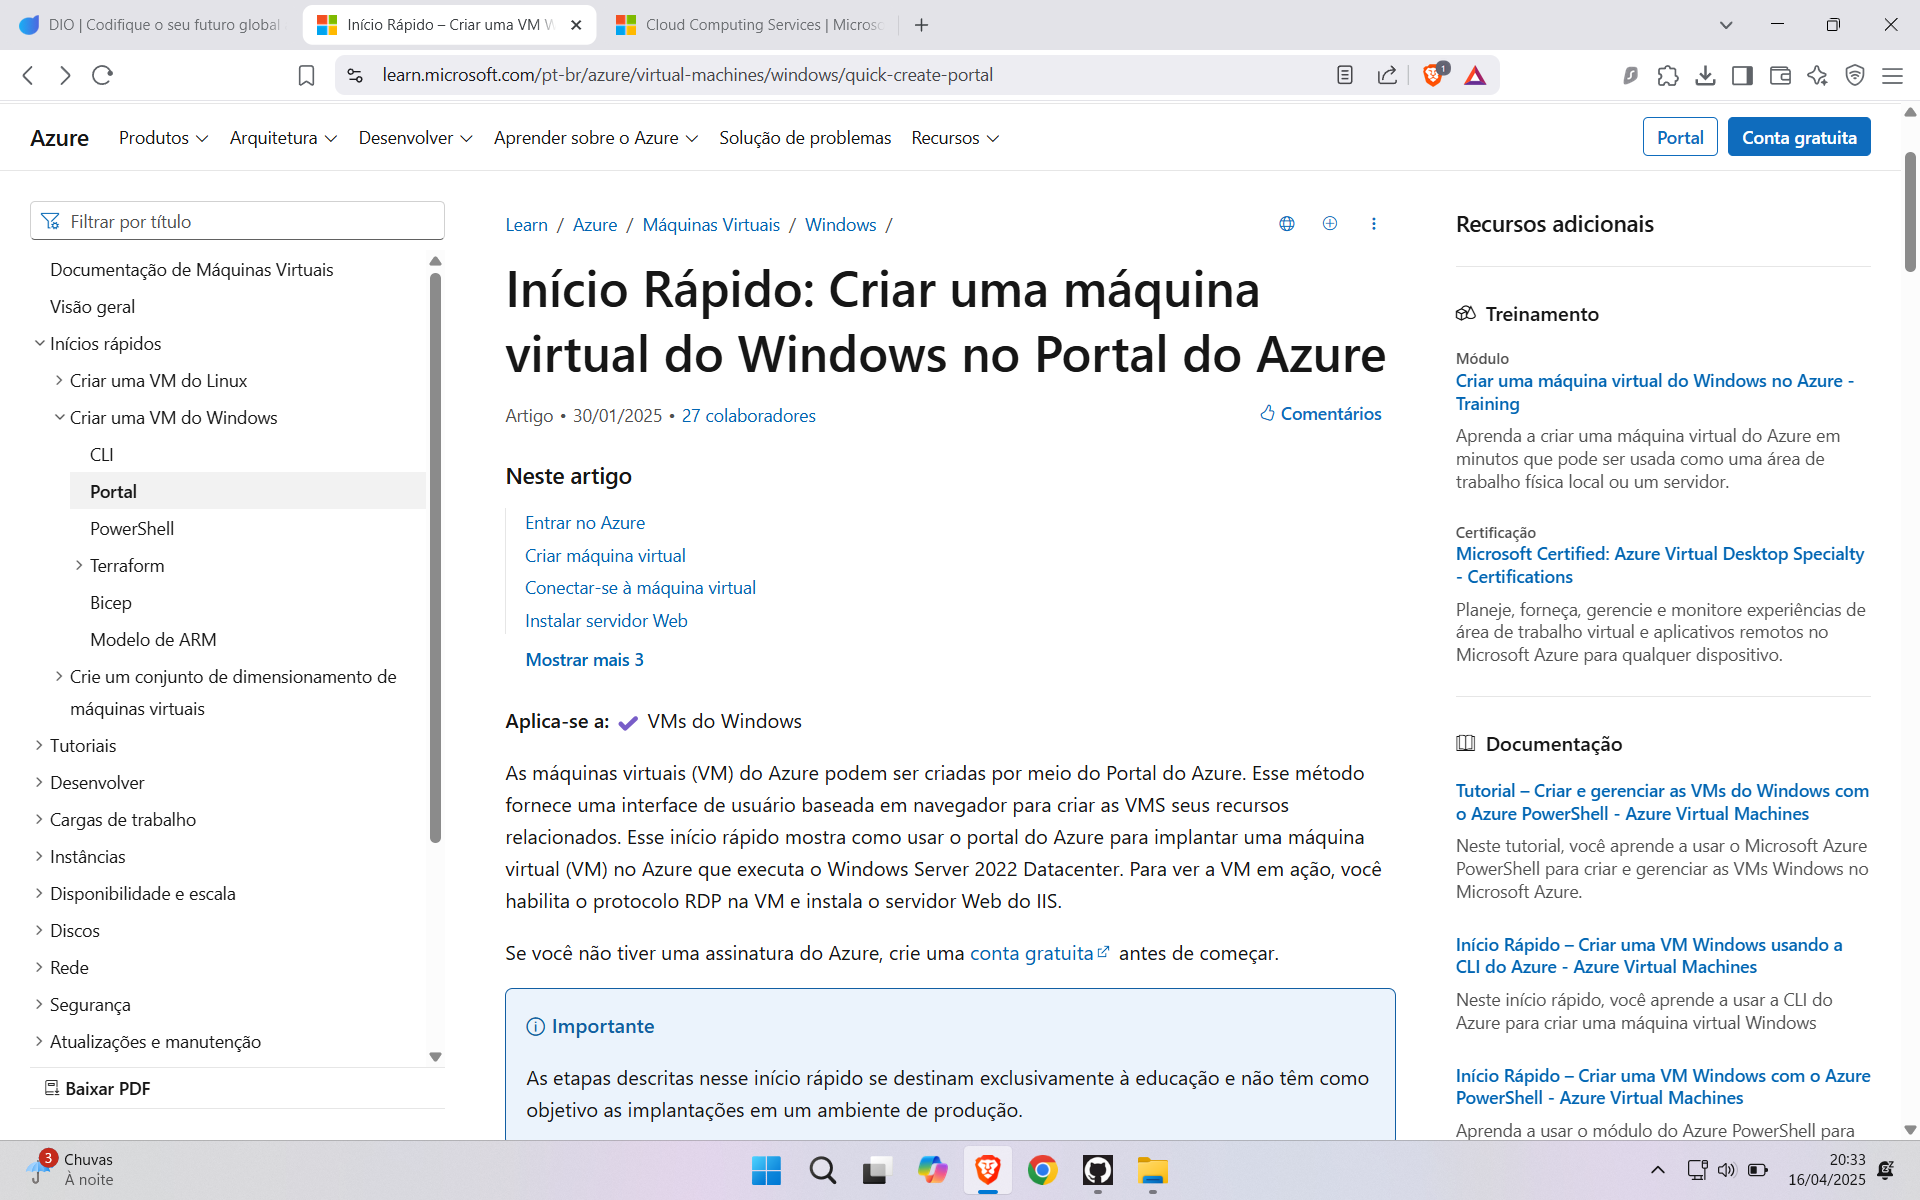 DIO | Codifique o seu futuro global
Início Rápido – Criar uma VM W
Cloud Computing Services | Micros
learn.microsoft.com/pt-br/azure/virtual-machines/windows/quick-create-portal
1
Azure
Produtos
Arquitetura
Desenvolver
Aprender sobre o Azure
Solução de problemas
Recursos
Portal
Conta gratuita
Filtrar por título
Documentação de Máquinas Virtuais
Visão geral
Inícios rápidos
Criar uma VM do Linux
Criar uma VM do Windows
CLI
Portal
PowerShell
Terraform
Bicep
Modelo de ARM
Crie um conjunto de dimensionamento de
máquinas virtuais
Tutoriais
Desenvolver
Cargas de trabalho
Instâncias
Disponibilidade e escala
Discos
Rede
Segurança
Atualizações e manutenção
Baixar PDF
Learn / Azure / Máquinas Virtuais / Windows /
Início Rápido: Criar uma máquina
virtual do Windows no Portal do Azure
Artigo • 30/01/2025 • 27 colaboradores
Comentários
Neste artigo
Entrar no Azure
Criar máquina virtual
Conectar-se à máquina virtual
Instalar servidor Web
Mostrar mais 3
Aplica-se a: ✔ VMs do Windows
As máquinas virtuais (VM) do Azure podem ser criadas por meio do Portal do Azure. Esse método
fornece uma interface de usuário baseada em navegador para criar as VMS seus recursos
relacionados. Esse início rápido mostra como usar o portal do Azure para implantar uma máquina
virtual (VM) no Azure que executa o Windows Server 2022 Datacenter. Para ver a VM em ação, você
habilita o protocolo RDP na VM e instala o servidor Web do IIS.
Se você não tiver uma assinatura do Azure, crie uma conta gratuita antes de começar.
Importante
As etapas descritas nesse início rápido se destinam exclusivamente à educação e não têm como
objetivo as implantações em um ambiente de produção.
Recursos adicionais
Treinamento
Módulo
Criar uma máquina virtual do Windows no Azure -
Training
Aprenda a criar uma máquina virtual do Azure em
minutos que pode ser usada como uma área de
trabalho física local ou um servidor.
Certificação
Microsoft Certified: Azure Virtual Desktop Specialty
- Certifications
Planeje, forneça, gerencie e monitore experiências de
área de trabalho virtual e aplicativos remotos no
Microsoft Azure para qualquer dispositivo.
Documentação
Tutorial – Criar e gerenciar as VMs do Windows com
o Azure PowerShell - Azure Virtual Machines
Neste tutorial, você aprende a usar o Microsoft Azure
PowerShell para criar e gerenciar as VMs Windows no
Microsoft Azure.
Início Rápido – Criar uma VM Windows usando a
CLI do Azure - Azure Virtual Machines
Neste início rápido, você aprende a usar a CLI do
Azure para criar uma máquina virtual Windows
Início Rápido – Criar uma VM Windows com o Azure
PowerShell - Azure Virtual Machines
Aprenda a usar o módulo do Azure PowerShell para
3
Chuvas
À noite
20:33
16/04/2025